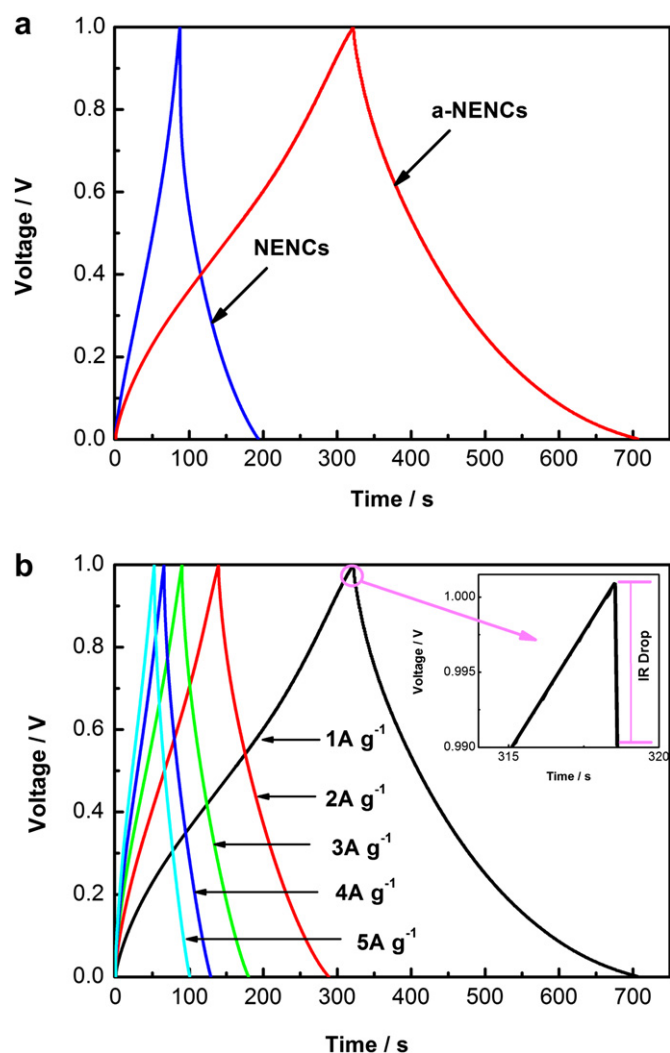 a
1.0
0.8
0.6
0.4
0.2
0.0
Voltage / V
a-NENCs
NENCs
0 100 200 300 400 500 600 700
Time / s
b
1.0
0.8
0.6
0.4
0.2
0.0
Voltage / V
1A g⁻¹
2A g⁻¹
3A g⁻¹
4A g⁻¹
5A g⁻¹
1.000
0.995
0.990
Voltage / V
IR Drop
315 320
Time / s
0 100 200 300 400 500 600 700
Time / s